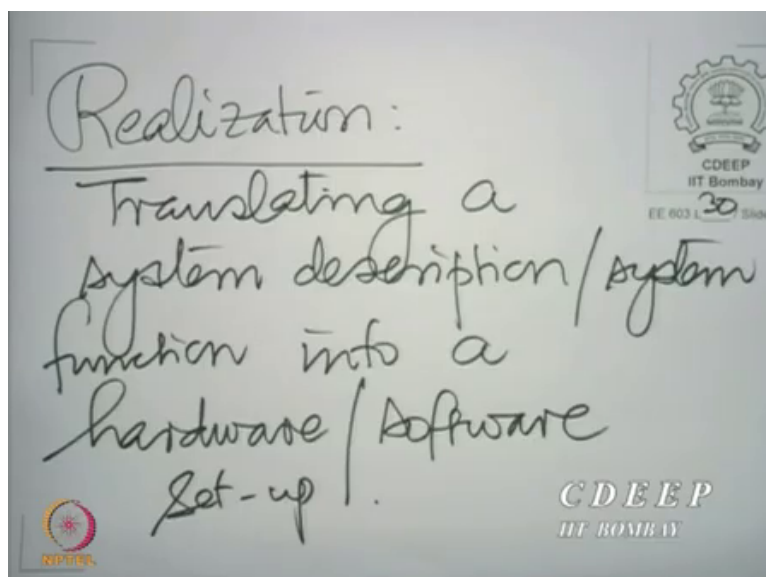 Realization:
Translating a
system description/system
function into a
hardware/software
set-up.
CDEEP
IIT Bombay
EE 603 L 30 / Slide
CDEEP
IIT BOMBAY
NPTEL